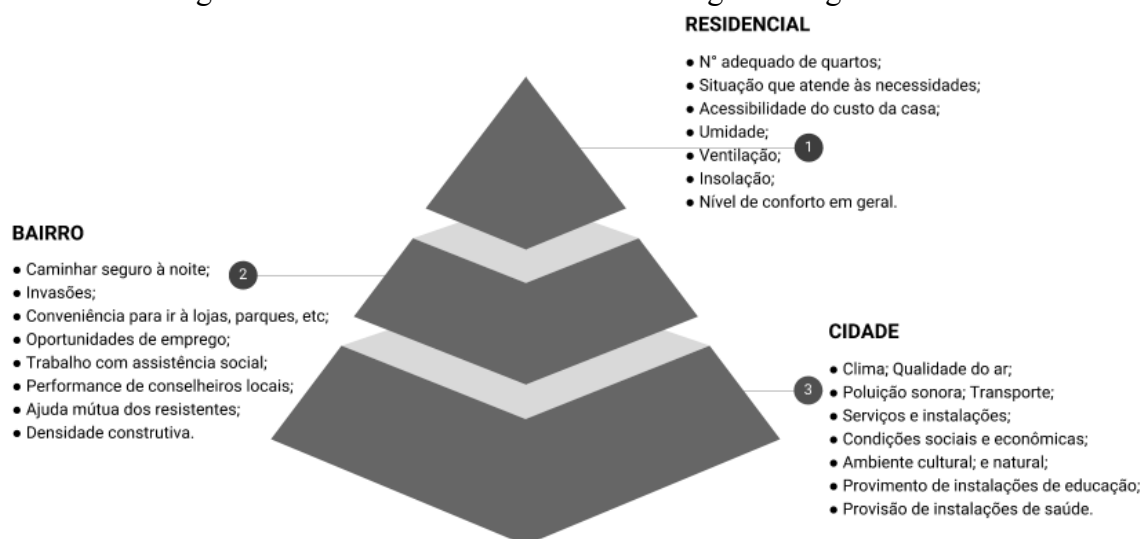 RESIDENCIAL
● N° adequado de quartos;
● Situação que atende às necessidades;
● Acessibilidade do custo da casa;
● Umidade;
● Ventilação;
● Insolação;
● Nível de conforto em geral.
1
BAIRRO
● Caminhar seguro à noite;
● Invasões;
● Conveniência para ir à lojas, parques, etc;
● Oportunidades de emprego;
● Trabalho com assistência social;
● Performance de conselheiros locais;
● Ajuda mútua dos resistentes;
● Densidade construtiva.
2
CIDADE
● Clima; Qualidade do ar;
● Poluição sonora; Transporte;
● Serviços e instalações;
● Condições sociais e econômicas;
● Ambiente cultural; e natural;
● Provimento de instalações de educação;
● Provisão de instalações de saúde.
3